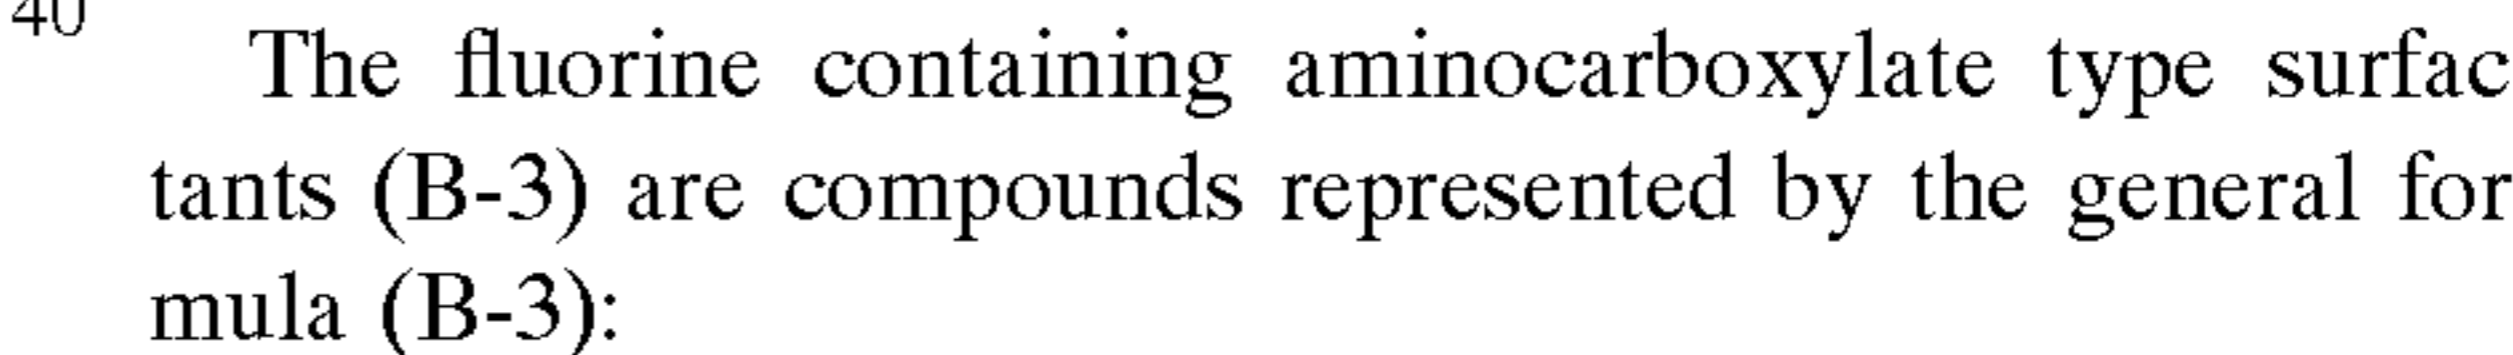 40
The fluorine containing aminocarboxylate type surfac
tants (B-3) are compounds represented by the general for
mula (B-3):